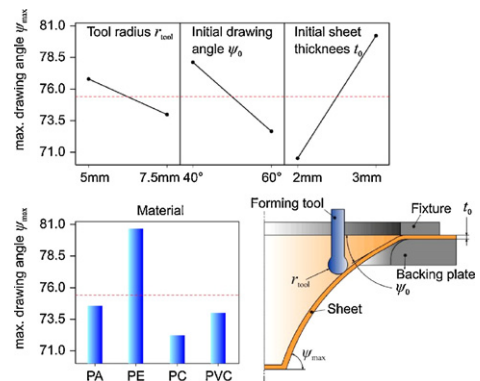 max. drawing angle ψmax
81.0
78.5
76.0
73.5
71.0
Tool radius rtool
Initial drawing
angle ψ0
Initial sheet
thicknees t0
5mm
7.5mm
40°
60°
2mm
3mm
max. drawing angle ψmax
81.0
78.5
76.0
73.5
71.0
Material
PA
PE
PC
PVC
Forming tool
Fixture
t0
Backing plate
rtool
ψ0
Sheet
ψmax